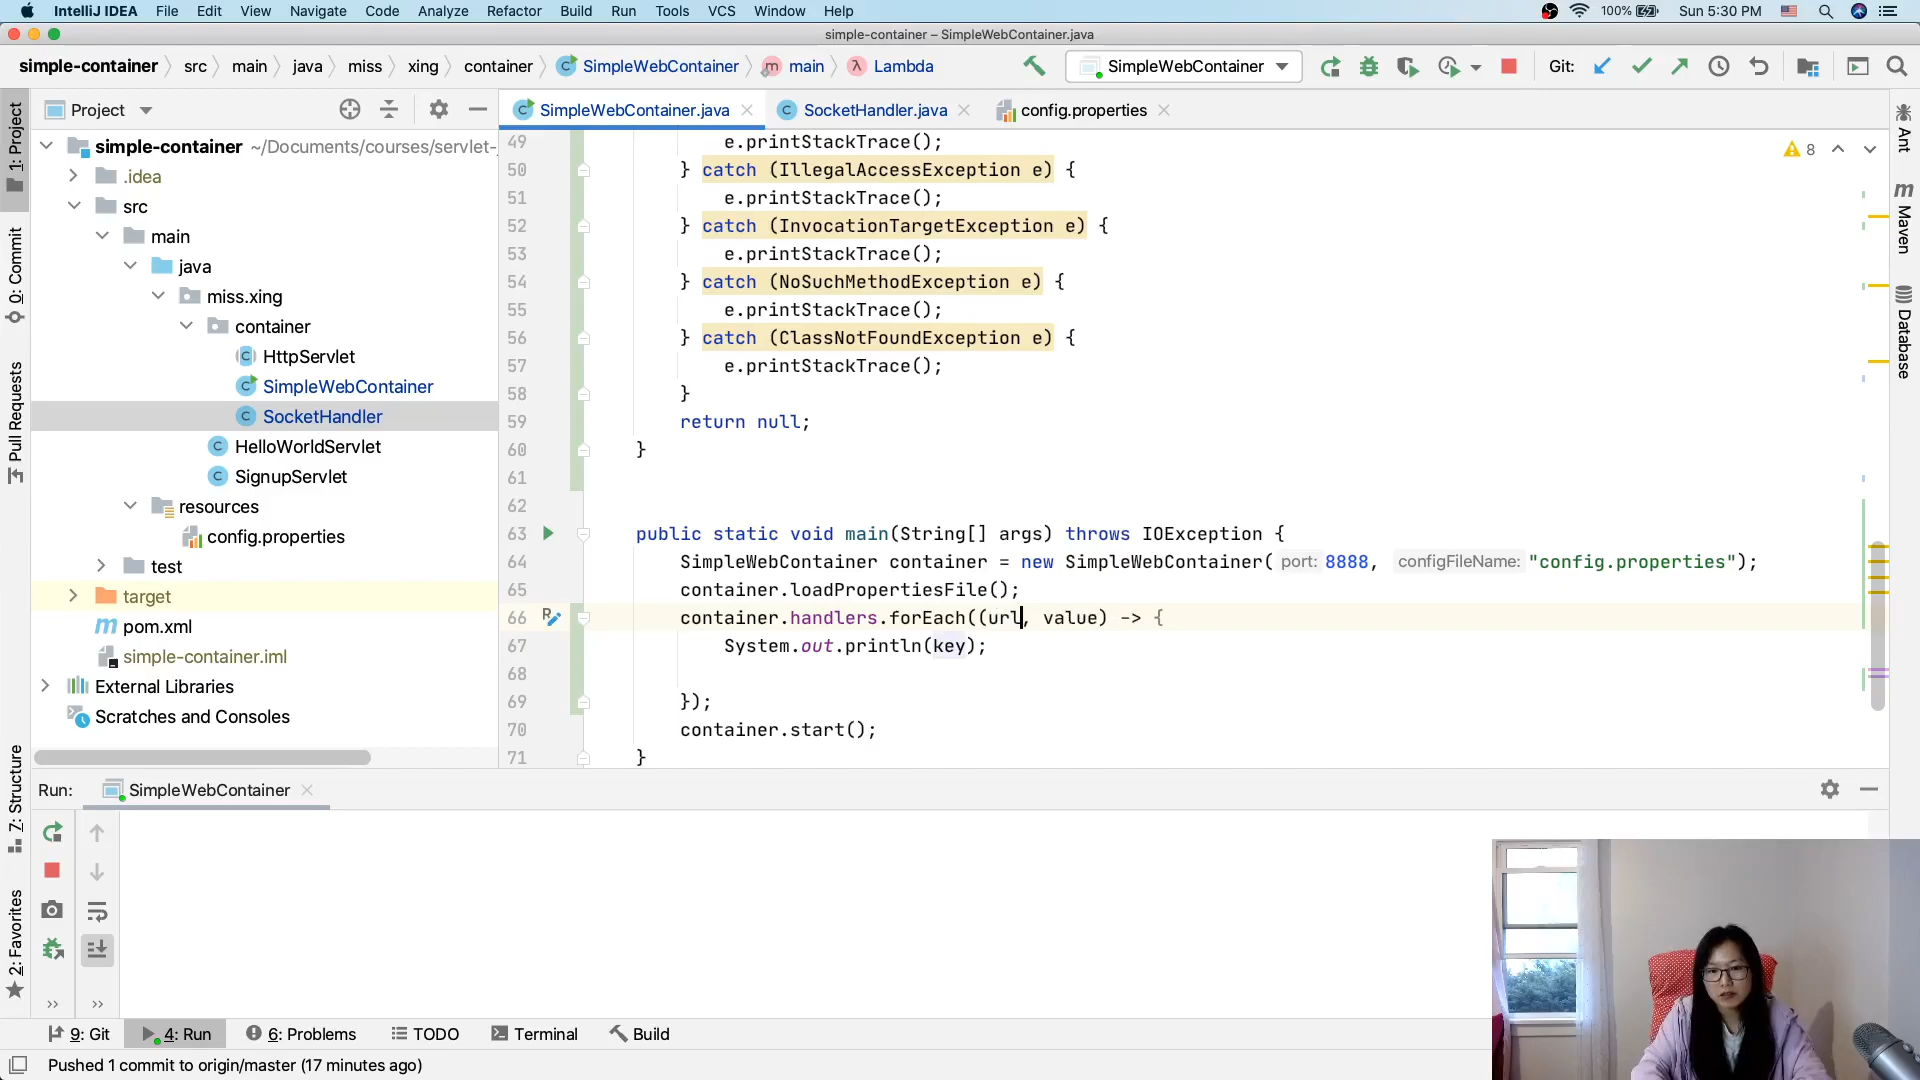 IntelliJ IDEA File Edit View Navigate Code Analyze Refactor Build Run Tools VCS Window Help 100% Sun 5:30 PM
simple-container – SimpleWebContainer.java
simple-container src main java miss xing container SimpleWebContainer main Lambda SimpleWebContainer Git:
Project
SimpleWebContainer.java SocketHandler.java config.properties
simple-container ~/Documents/courses/servlet-
.idea
src
main
java
miss.xing
container
HttpServlet
SimpleWebContainer
SocketHandler
HelloWorldServlet
SignupServlet
resources
config.properties
test
target
pom.xml
simple-container.iml
External Libraries
Scratches and Consoles
1: Project
0: Commit
Pull Requests
7: Structure
2: Favorites
49 e.printStackTrace();
50 } catch (IllegalAccessException e) {
51 e.printStackTrace();
52 } catch (InvocationTargetException e) {
53 e.printStackTrace();
54 } catch (NoSuchMethodException e) {
55 e.printStackTrace();
56 } catch (ClassNotFoundException e) {
57 e.printStackTrace();
58 }
59 return null;
60 }
61
62
63 public static void main(String[] args) throws IOException {
64 SimpleWebContainer container = new SimpleWebContainer( port: 8888, configFileName: "config.properties");
65 container.loadPropertiesFile();
66 container.handlers.forEach((url, value) -> {
67 System.out.println(key);
68
69 });
70 container.start();
71 }
8
Ant
Maven
Database
Run: SimpleWebContainer
9: Git 4: Run 6: Problems TODO Terminal Build
Pushed 1 commit to origin/master (17 minutes ago)